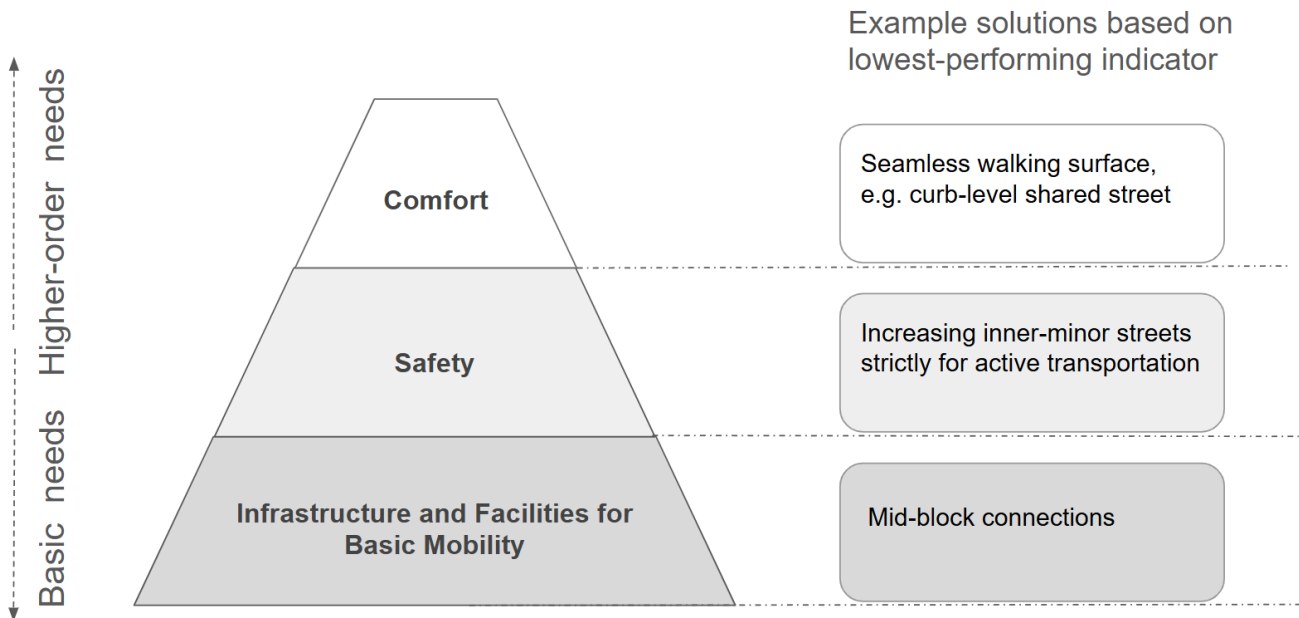 Example solutions based on
lowest-performing indicator
Higher-order needs
Basic needs
Comfort
Seamless walking surface,
e.g. curb-level shared street
Safety
Increasing inner-minor streets
strictly for active transportation
Infrastructure and Facilities for
Basic Mobility
Mid-block connections